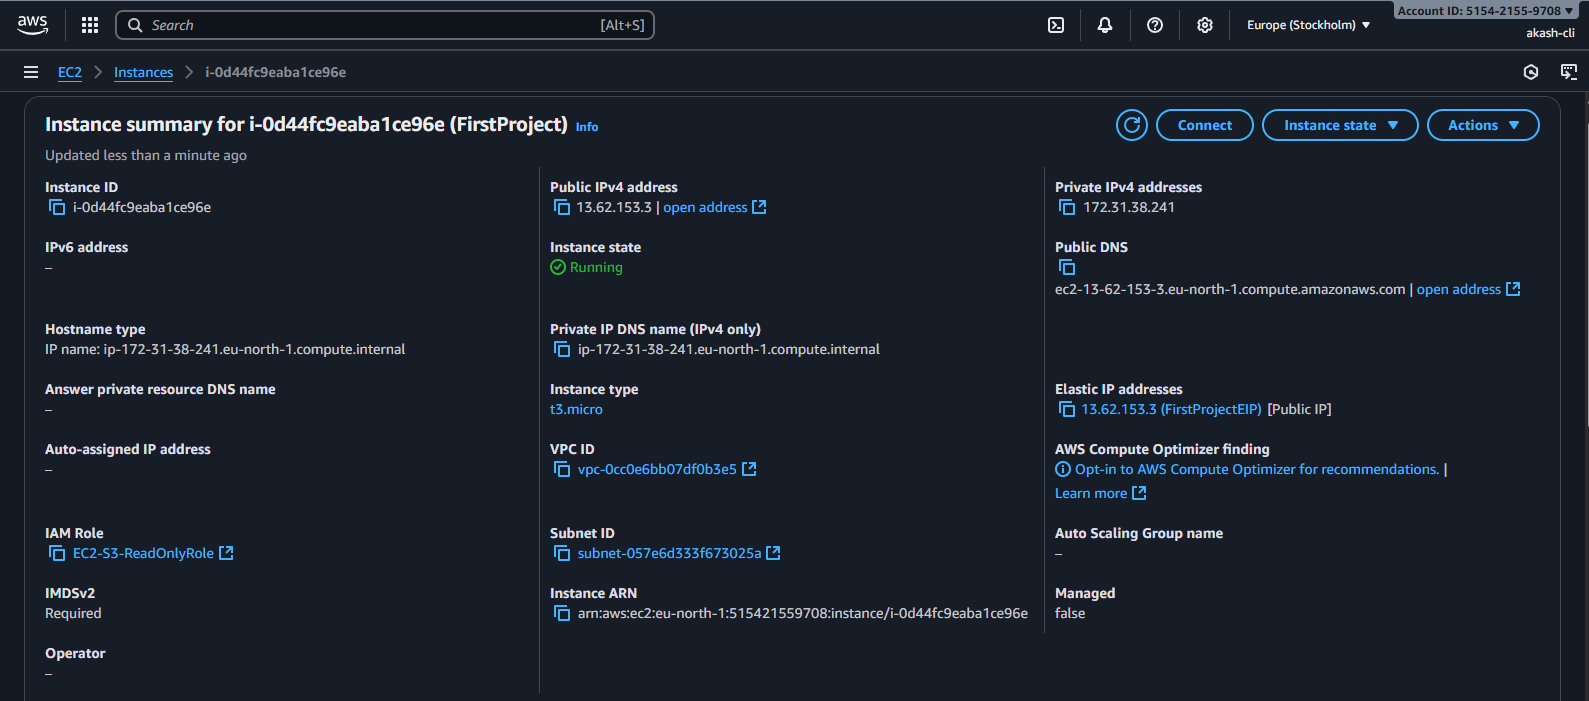 aws
Search
[Alt+S]
Europe (Stockholm)
Account ID: 5154-2155-9708
akash-cli
EC2
Instances
i-0d44fc9eaba1ce96e
Instance summary for i-0d44fc9eaba1ce96e (FirstProject) Info
Updated less than a minute ago
Connect
Instance state
Actions
Instance ID
i-0d44fc9eaba1ce96e
Public IPv4 address
13.62.153.3 | open address
Private IPv4 addresses
172.31.38.241
IPv6 address
–
Instance state
Running
Public DNS
ec2-13-62-153-3.eu-north-1.compute.amazonaws.com | open address
Hostname type
IP name: ip-172-31-38-241.eu-north-1.compute.internal
Private IP DNS name (IPv4 only)
ip-172-31-38-241.eu-north-1.compute.internal
Answer private resource DNS name
–
Instance type
t3.micro
Elastic IP addresses
13.62.153.3 (FirstProjectEIP) [Public IP]
Auto-assigned IP address
–
VPC ID
vpc-0cc0e6bb07df0b3e5
AWS Compute Optimizer finding
Opt-in to AWS Compute Optimizer for recommendations. |
Learn more
IAM Role
EC2-S3-ReadOnlyRole
Subnet ID
subnet-057e6d333f673025a
Auto Scaling Group name
–
IMDSv2
Required
Instance ARN
arn:aws:ec2:eu-north-1:515421559708:instance/i-0d44fc9eaba1ce96e
Managed
false
Operator
–